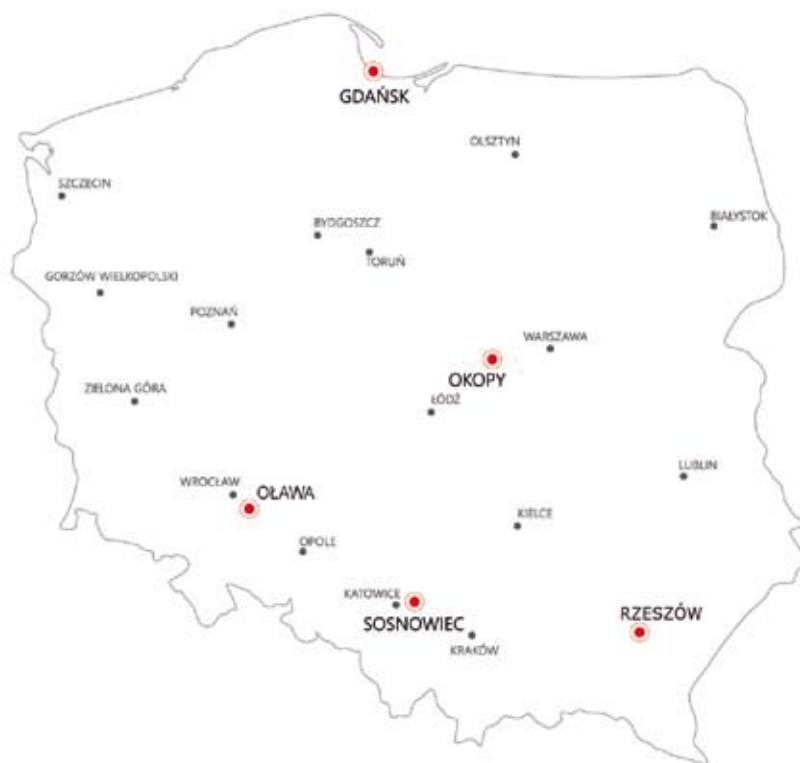 GDAŃSK
OLSZTYN
SZCZECIN
BIAŁYSTOK
BYDGOSZCZ
TORUŃ
GORZÓW WIELKOPOLSKI
POZNAŃ
WARSZAWA
OKOPY
ZIELONA GÓRA
ŁÓDŹ
LUBLIN
WROCŁAW
OŁAWA
KIELCE
OPOLE
KATOWICE
SOSNOWIEC
RZESZÓW
KRAKÓW